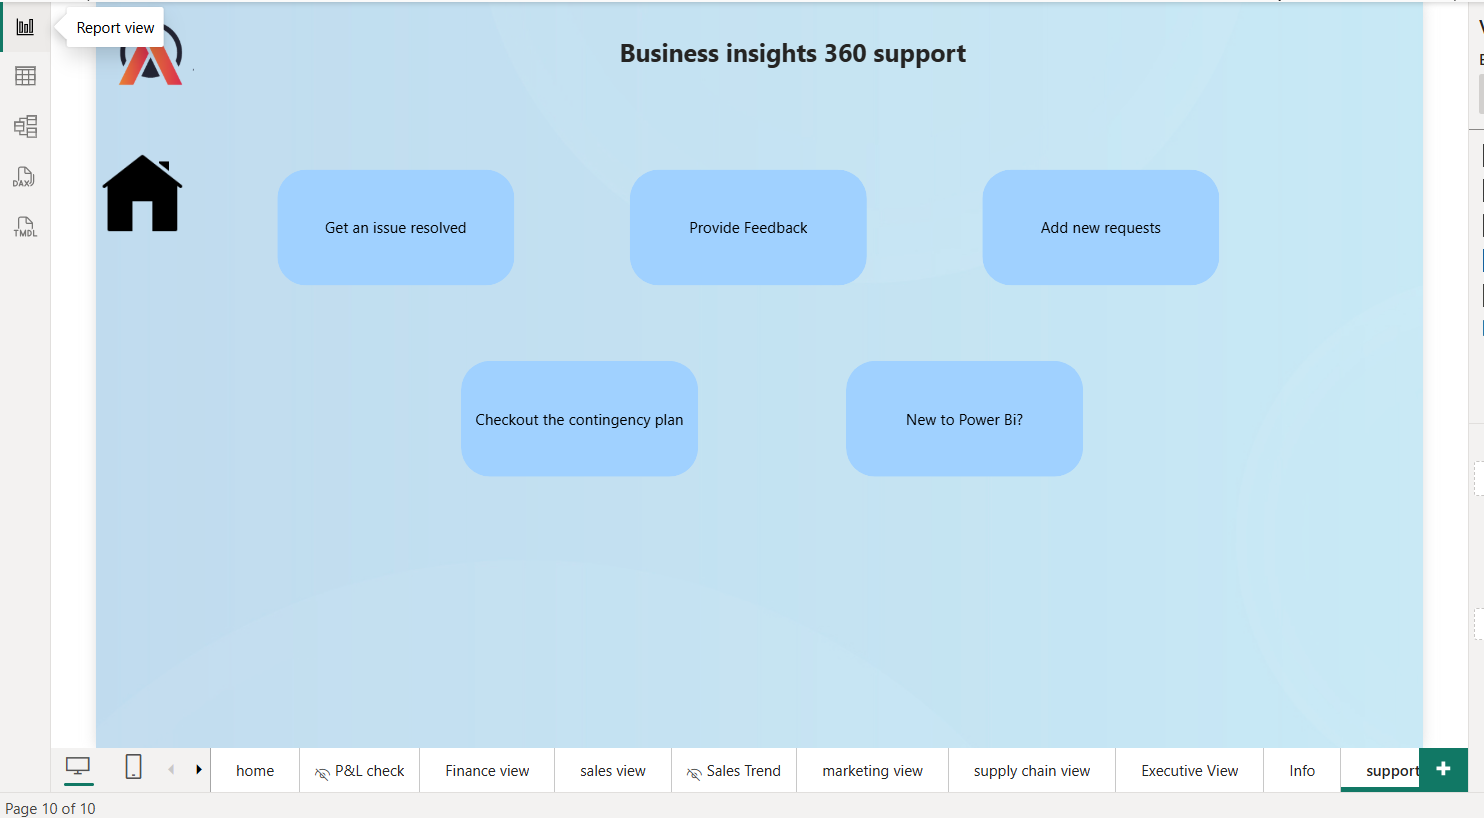 Report view
Business insights 360 support
DAX
TMDL
Get an issue resolved
Provide Feedback
Add new requests
Checkout the contingency plan
New to Power Bi?
home
P&L check
Finance view
sales view
Sales Trend
marketing view
supply chain view
Executive View
Info
support
Page 10 of 10